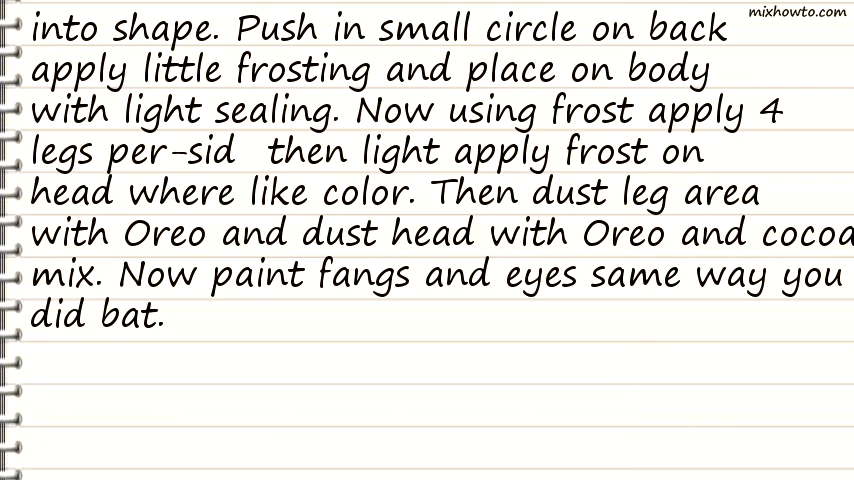 mixhowto.com
into shape. Push in small circle on back
apply little frosting and place on body
with light sealing. Now using frost apply 4
legs per-sid  then light apply frost on
head where like color. Then dust leg area
with Oreo and dust head with Oreo and cocoa
mix. Now paint fangs and eyes same way you
did bat.